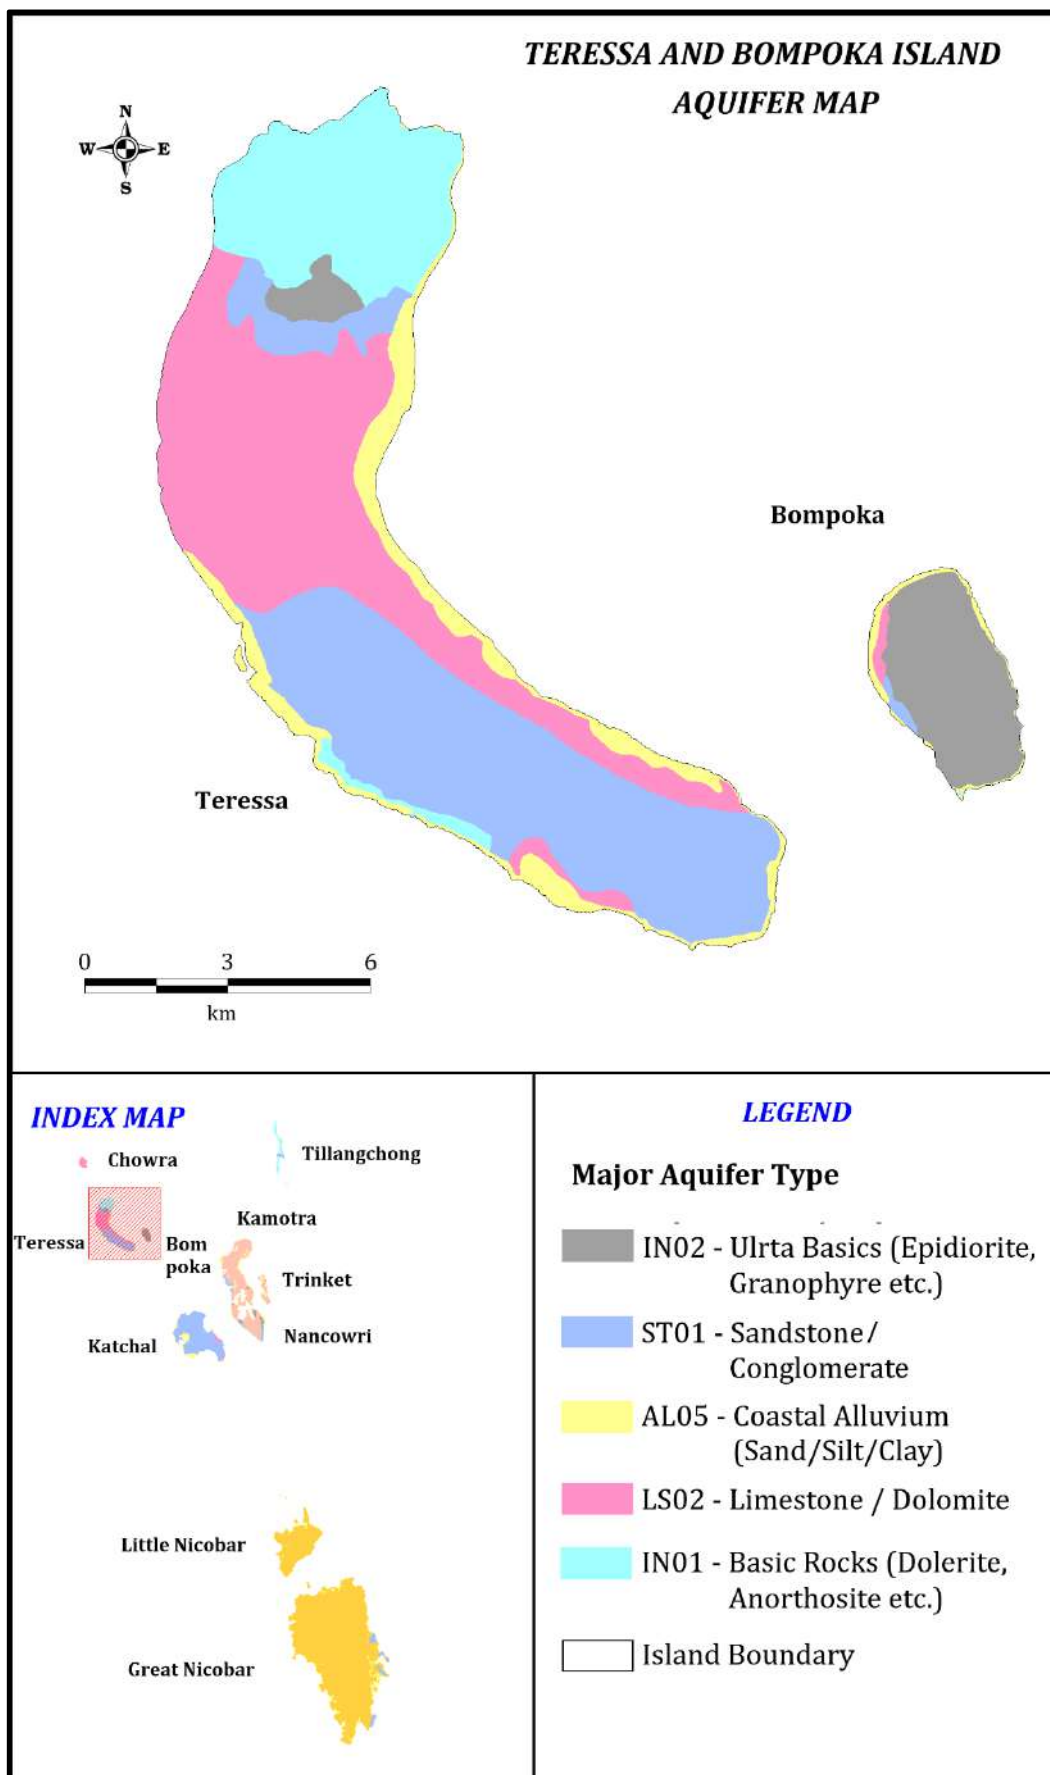 TERESSA AND BOMPOKA ISLAND
AQUIFER MAP
N
W E
S
Bompoka
Teressa
0 3 6
km
INDEX MAP
Chowra
Tillangchong
Kamotra
Teressa
Bom
poka
Trinket
Nancowri
Katchal
Little Nicobar
Great Nicobar
LEGEND
Major Aquifer Type
IN02 - Ulrta Basics (Epidiorite,
Granophyre etc.)
ST01 - Sandstone/
Conglomerate
AL05 - Coastal Alluvium
(Sand/Silt/Clay)
LS02 - Limestone / Dolomite
IN01 - Basic Rocks (Dolerite,
Anorthosite etc.)
Island Boundary